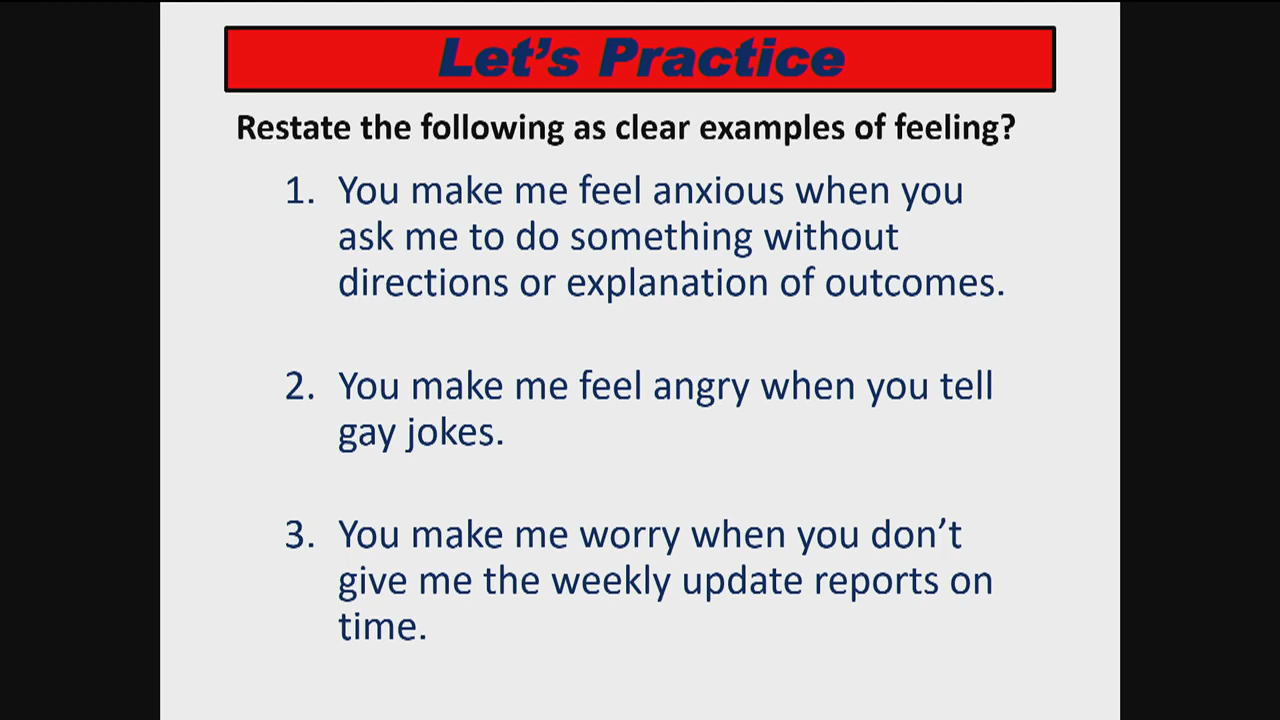 Let's Practice
Restate the following as clear examples of feeling?
1. You make me feel anxious when you
ask me to do something without
directions or explanation of outcomes.
2. You make me feel angry when you tell
gay jokes.
3. You make me worry when you don't
give me the weekly update reports on
time.